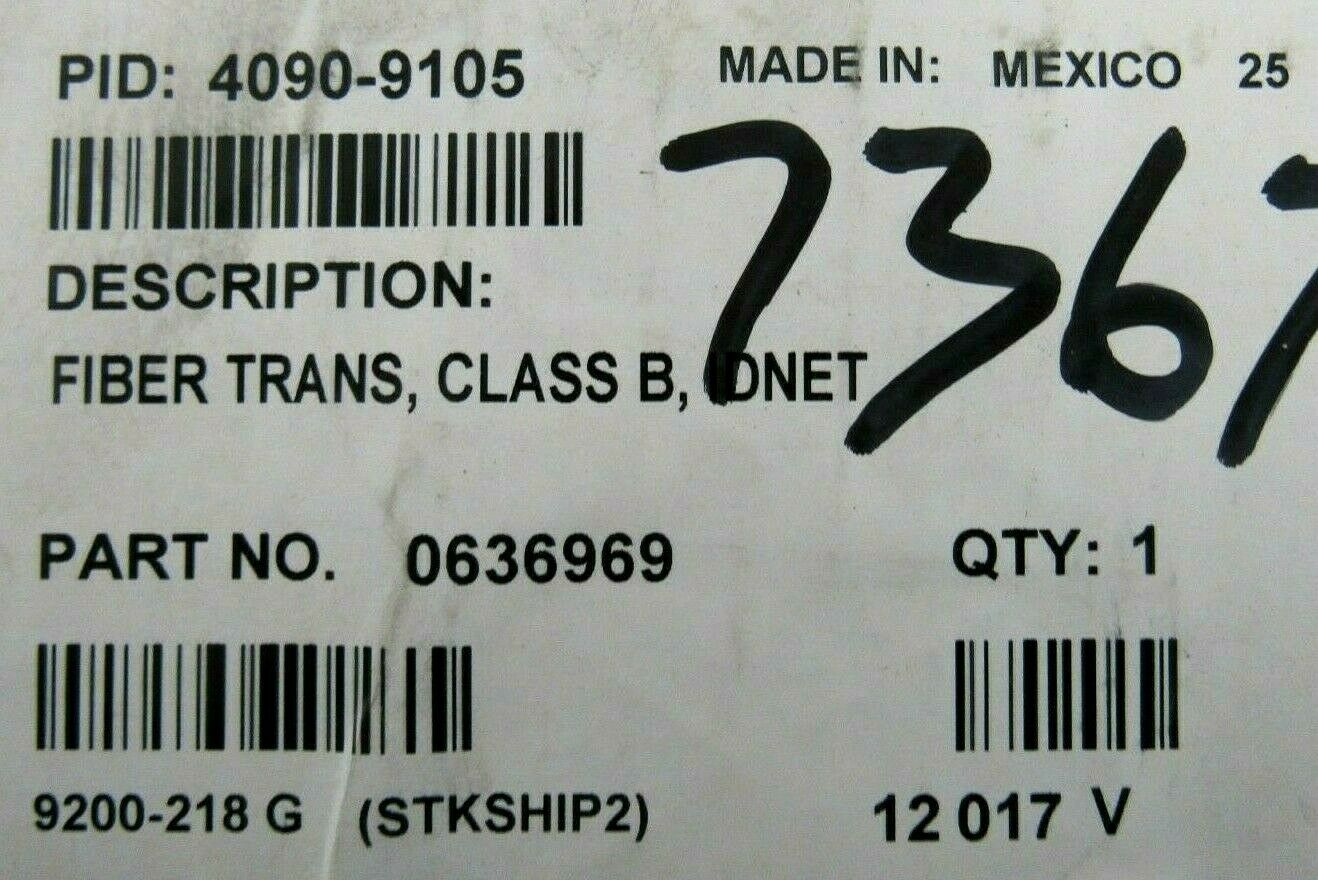 PID: 4090-9105 MADE IN: MEXICO 25
7367
DESCRIPTION:
FIBER TRANS, CLASS B, IDNET
PART NO. 0636969 QTY: 1
9200-218 G (STKSHIP2) 12 017 V